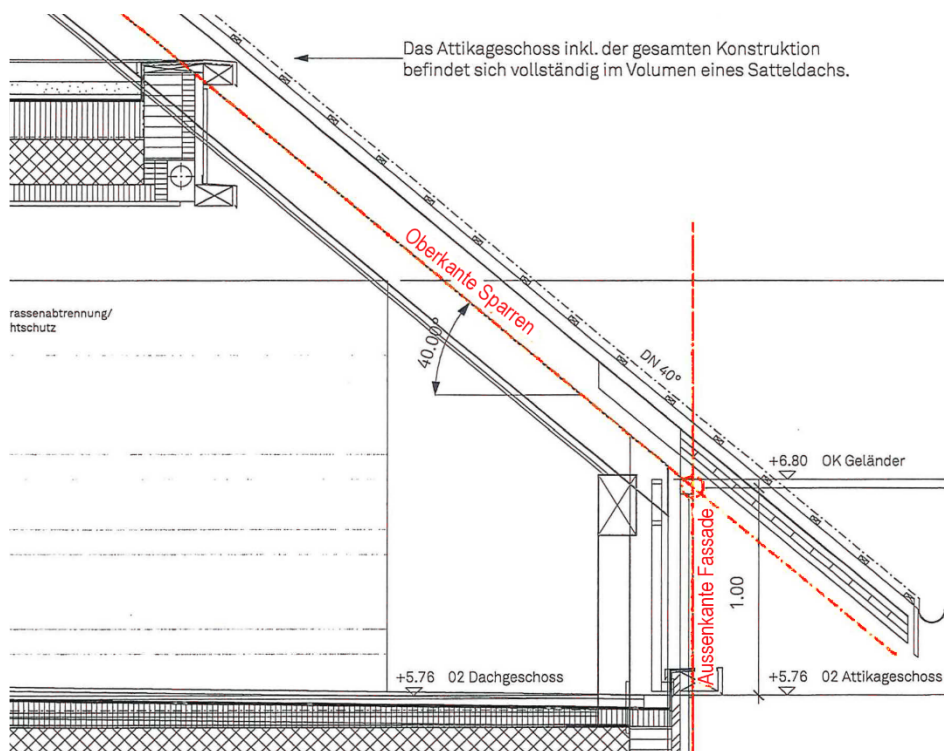 Das Attikageschoss inkl. der gesamten Konstruktion
befindet sich vollständig im Volumen eines Satteldachs.
Oberkante Sparren
rassenabtrennung/
htschutz
40.00°
DN 40°
+6.80 OK Geländer
Aussenkante Fassade
1.00
+5.76 02 Dachgeschoss
+5.76 02 Attikageschoss